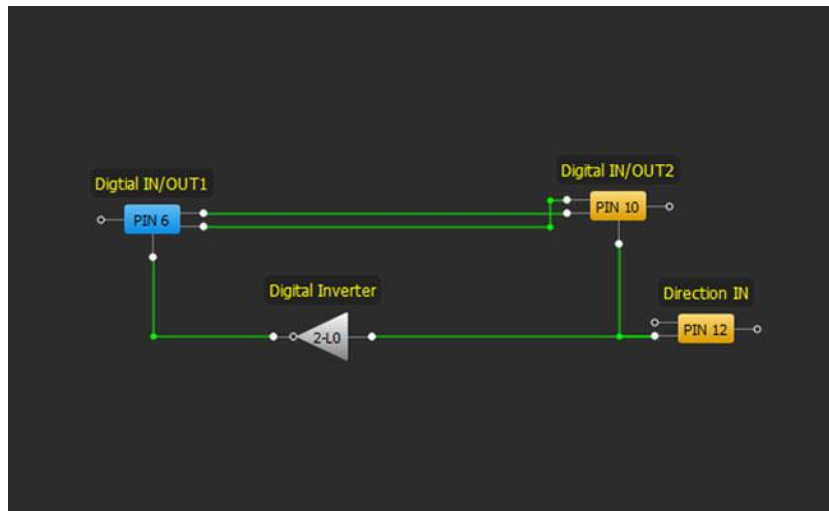 Digital IN/OUT2
Digtial IN/OUT1
PIN 10
PIN 6
Digital Inverter
Direction IN
2-L0
PIN 12